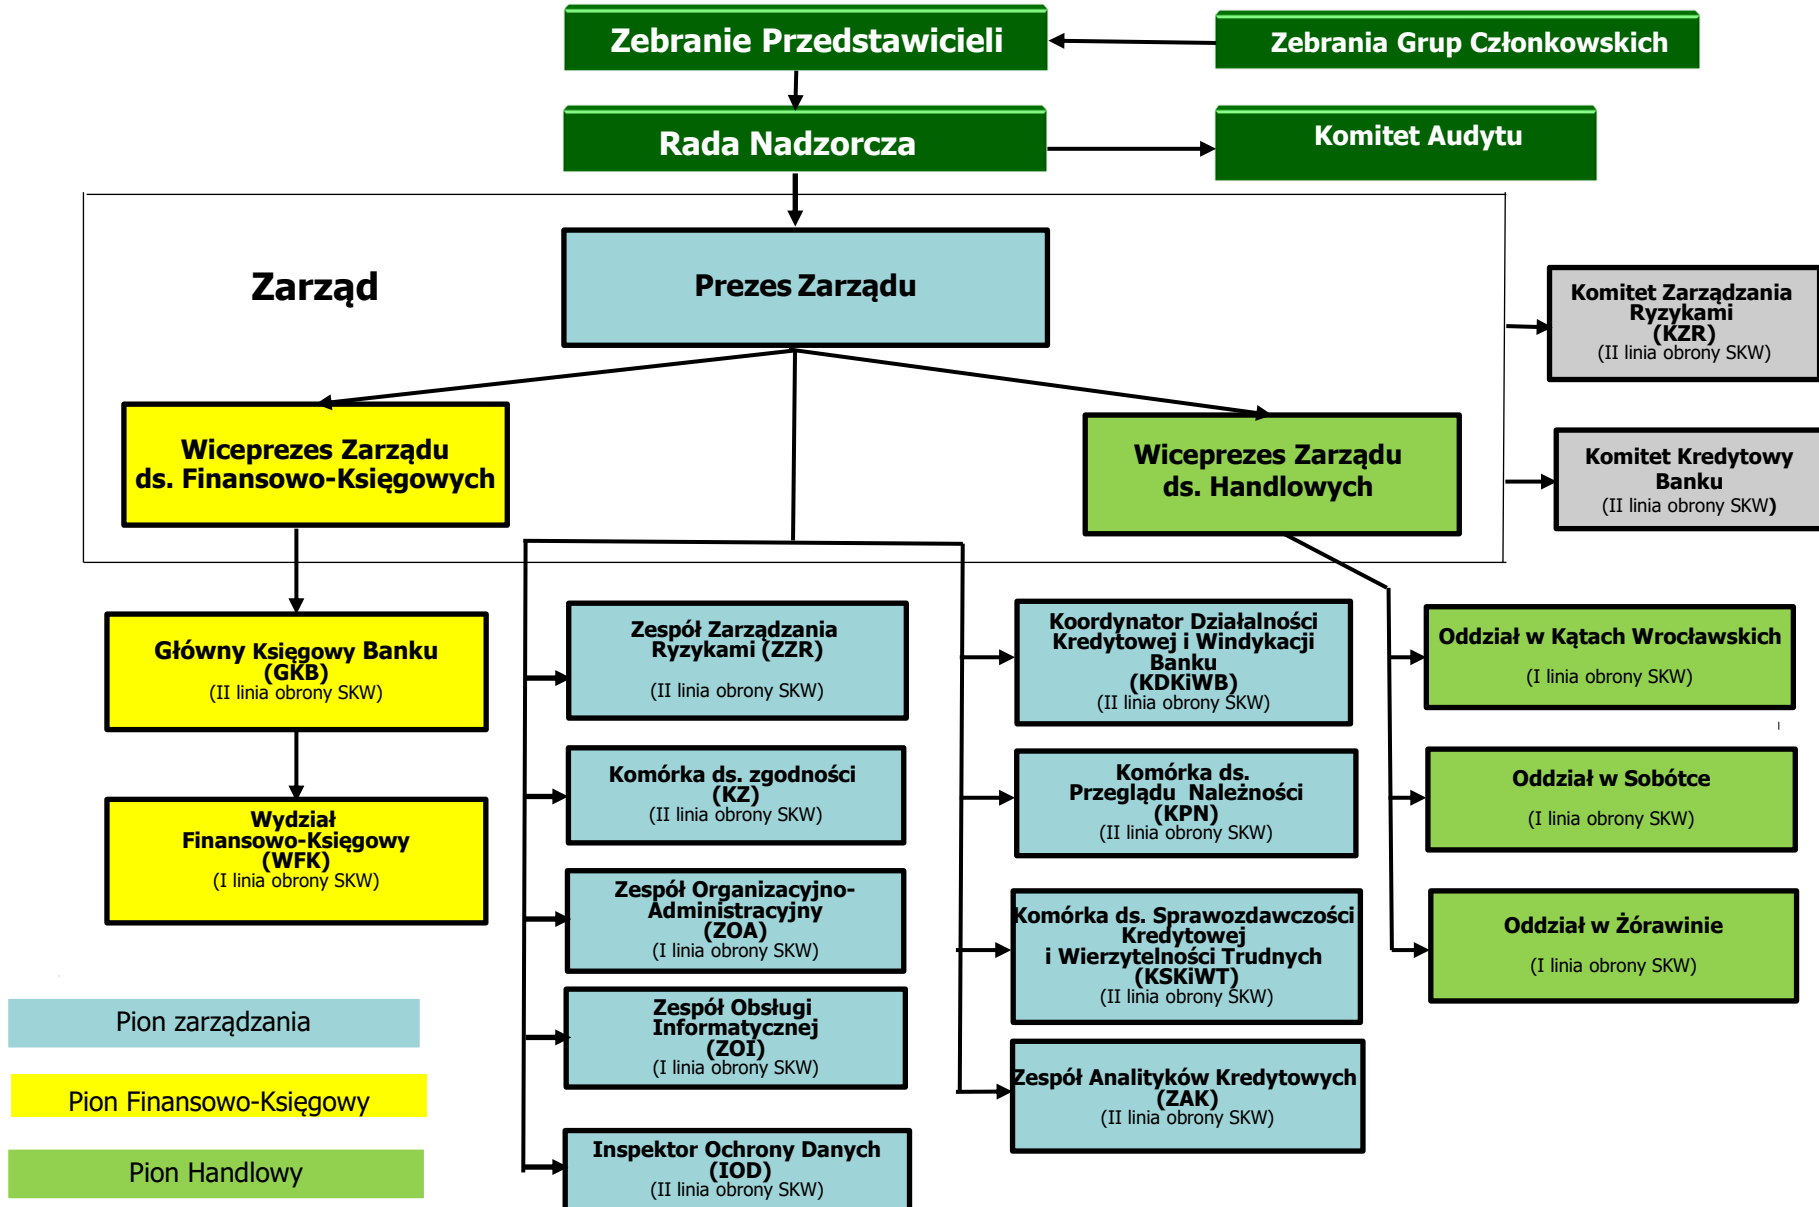 Zebranie Przedstawicieli
Zebrania Grup Członkowskich
Rada Nadzorcza
Komitet Audytu
Zarząd
Prezes Zarządu
Komitet Zarządzania
Ryzykami
(KZR)
(II linia obrony SKW)
Wiceprezes Zarządu
ds. Finansowo-Księgowych
Wiceprezes Zarządu
ds. Handlowych
Komitet Kredytowy
Banku
(II linia obrony SKW)
Główny Księgowy Banku
(GKB)
(II linia obrony SKW)
Wydział
Finansowo-Księgowy
(WFK)
(I linia obrony SKW)
Zespół Zarządzania
Ryzykami (ZZR)
(II linia obrony SKW)
Komórka ds. zgodności
(KZ)
(II linia obrony SKW)
Zespół Organizacyjno-
Administracyjny
(ZOA)
(I linia obrony SKW)
Zespół Obsługi
Informatycznej
(ZOI)
(I linia obrony SKW)
Inspektor Ochrony Danych
(IOD)
(II linia obrony SKW)
Koordynator Działalności
Kredytowej i Windykacji
Banku
(KDKiWB)
(II linia obrony SKW)
Komórka ds.
Przeglądu Należności
(KPN)
(II linia obrony SKW)
Komórka ds. Sprawozdawczości
Kredytowej
i Wierzytelności Trudnych
(KSKiWT)
(II linia obrony SKW)
Zespół Analityków Kredytowych
(ZAK)
(II linia obrony SKW)
Oddział w Kątach Wrocławskich
(I linia obrony SKW)
Oddział w Sobótce
(I linia obrony SKW)
Oddział w Żórawinie
(I linia obrony SKW)
Pion zarządzania
Pion Finansowo-Księgowy
Pion Handlowy